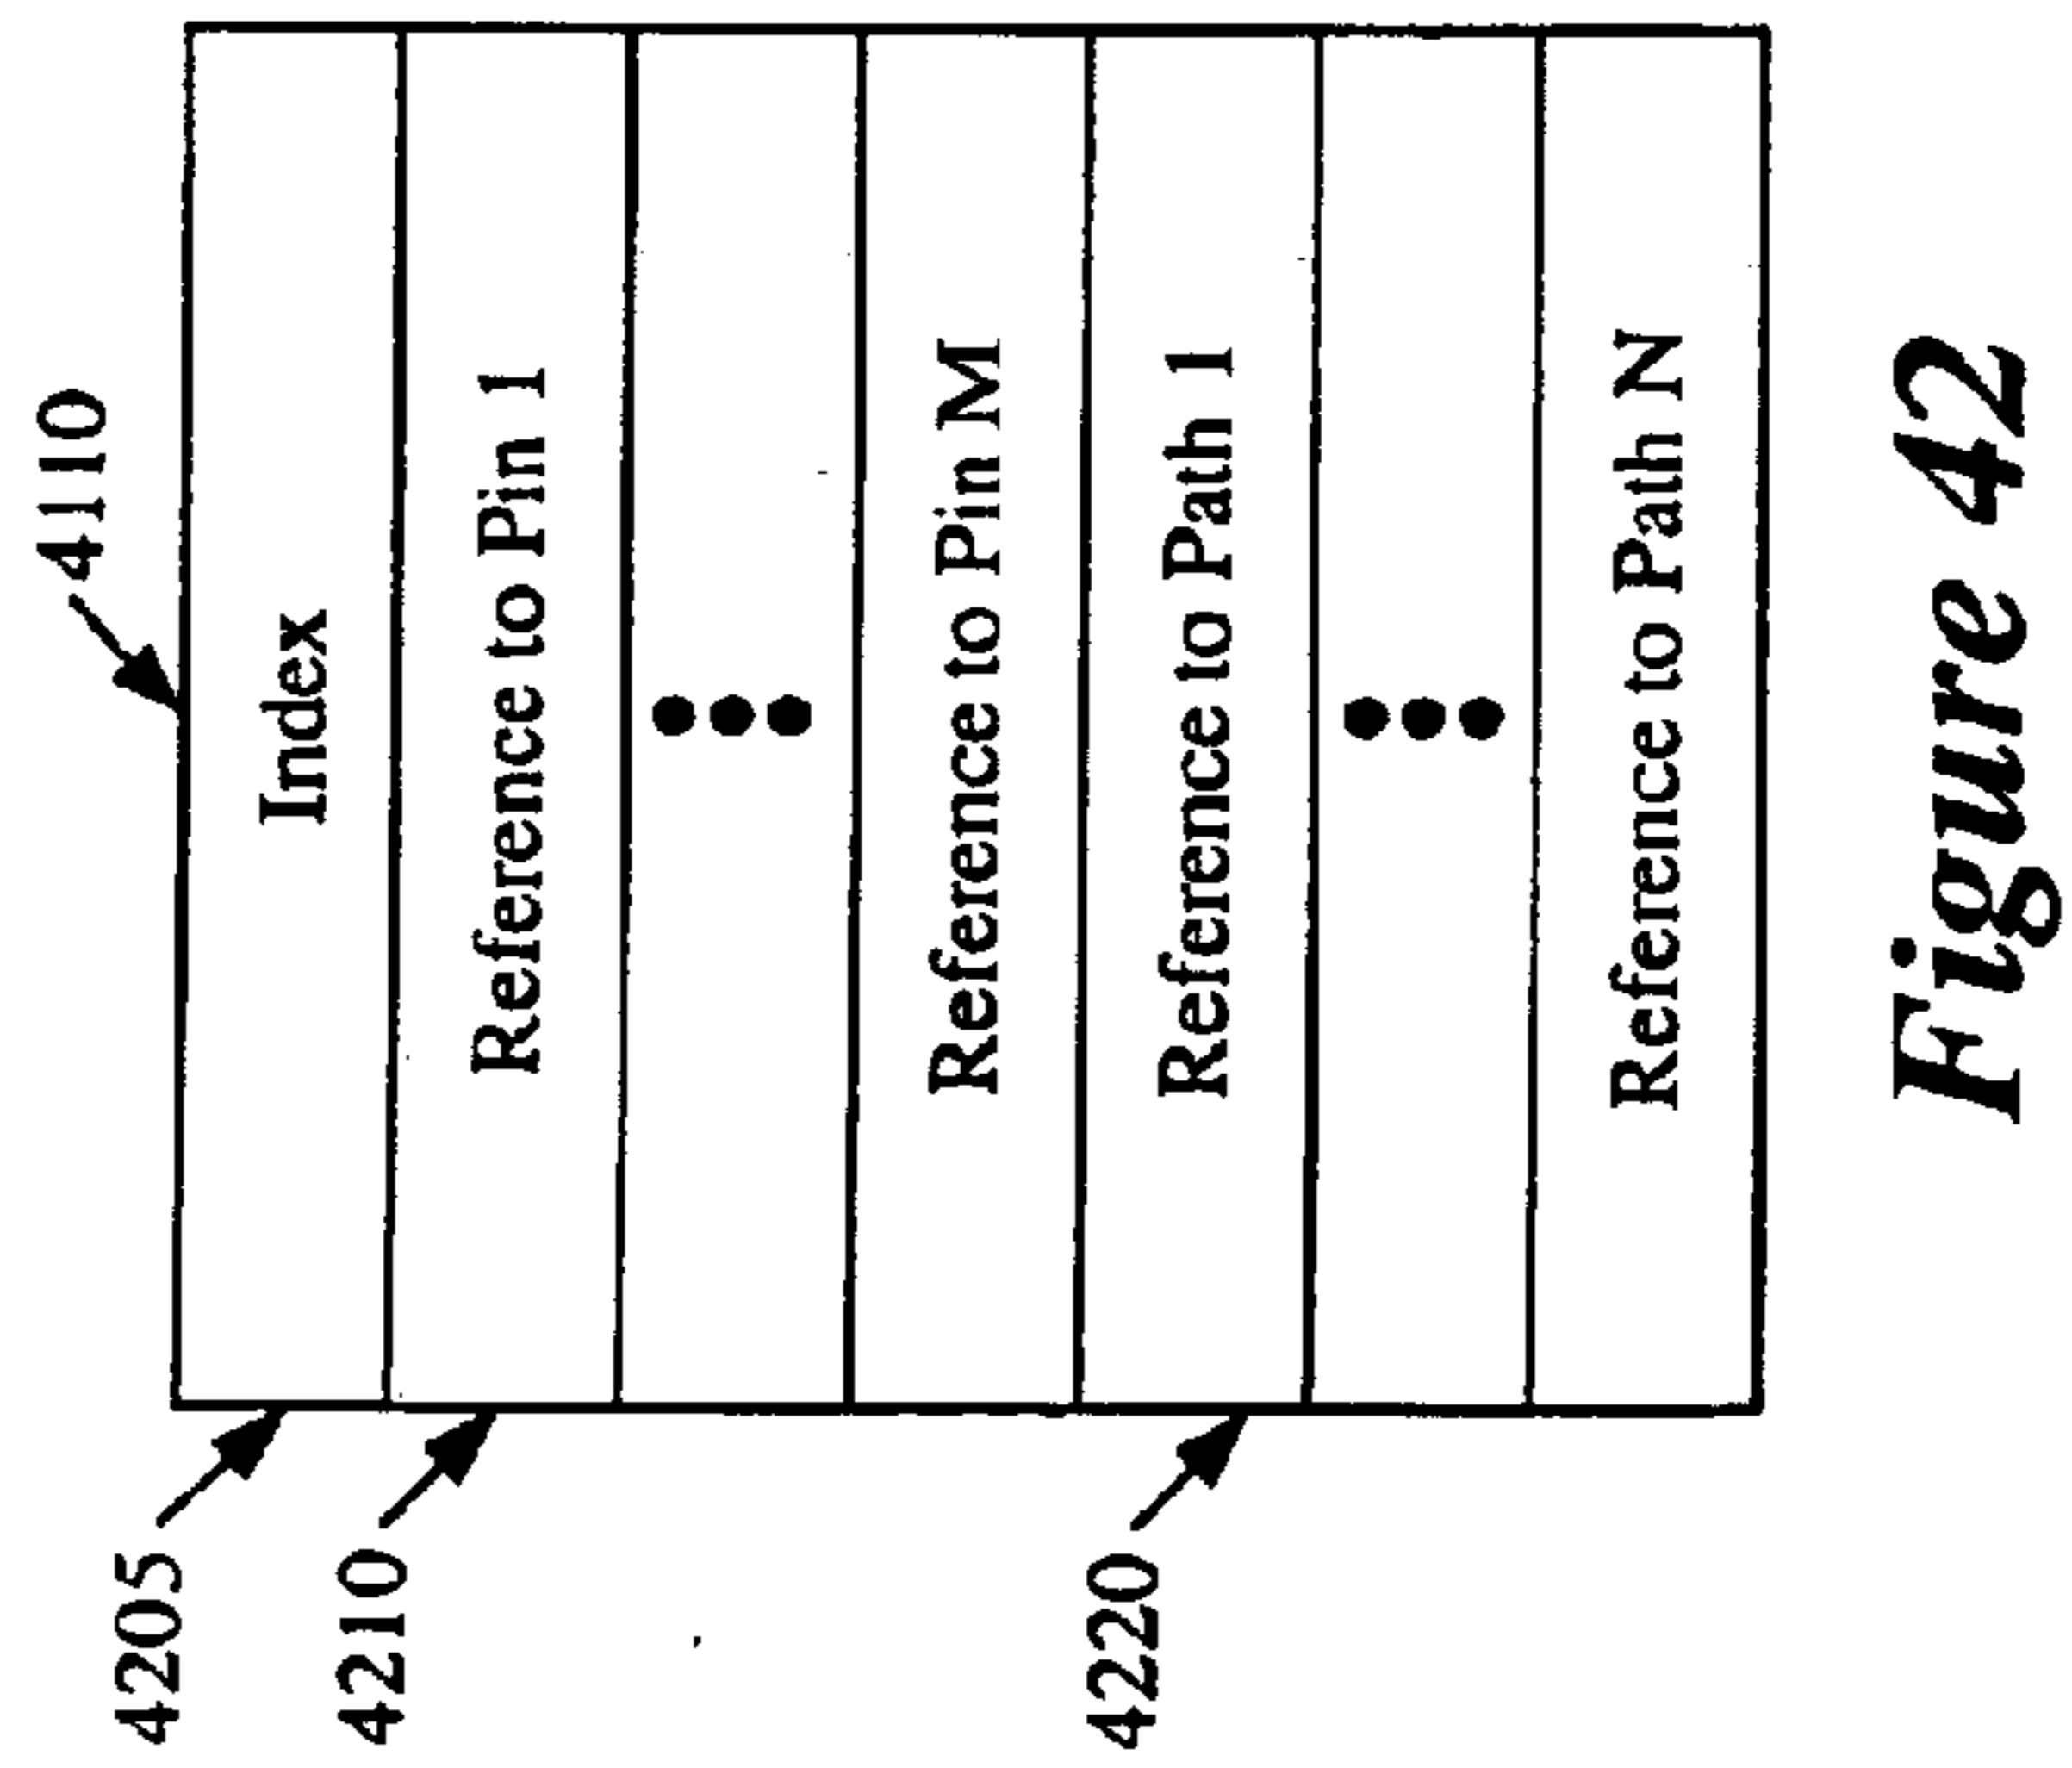 4110
4205
Index
4210
Reference to Pin 1
Reference to Pin M
4220
Reference to Path 1
Reference to Path N
Figure 42